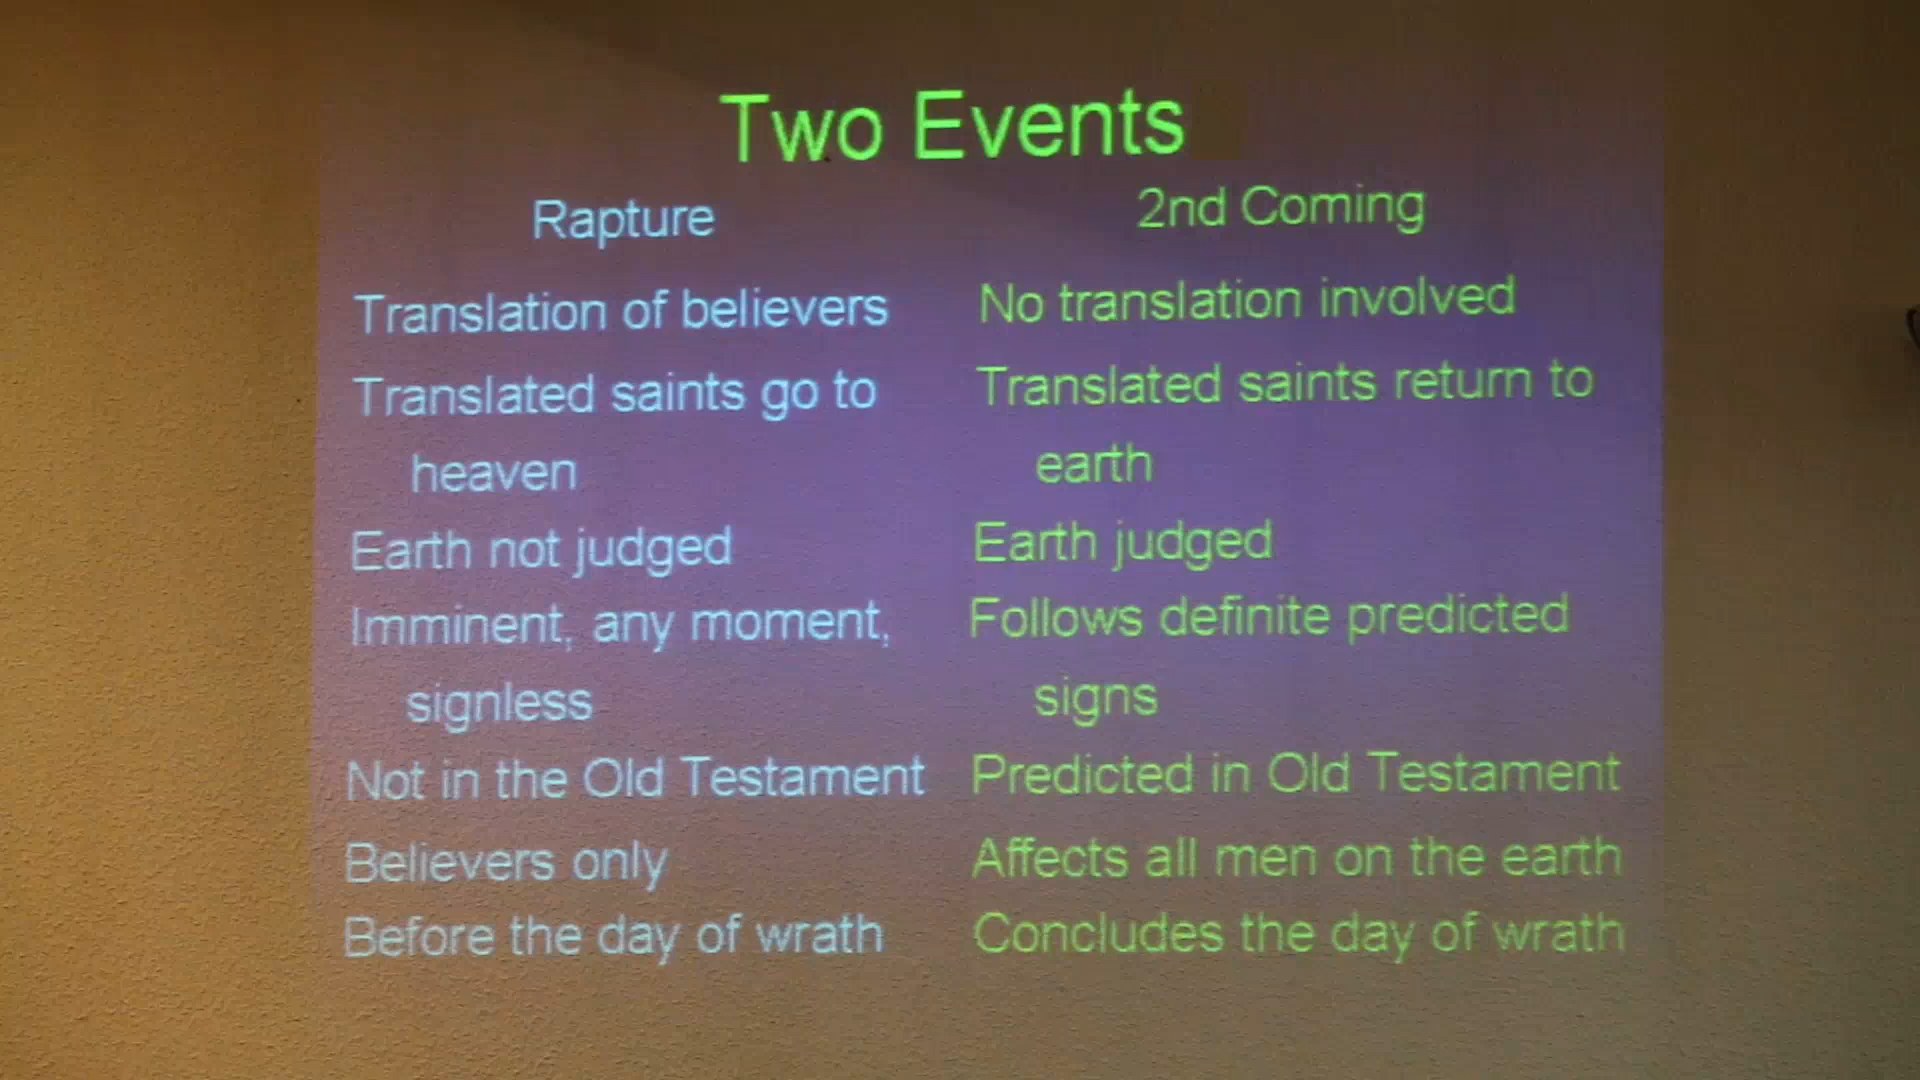 Two Events
Rapture
Translation of believers
Translated saints go to
heaven
Earth not judged
Imminent, any moment,
signless
Not in the Old Testament
Believers only
Before the day of wrath
2nd Coming
No translation involved
Translated saints return to
earth
Earth judged
Follows definite predicted
signs
Predicted in Old Testament
Affects all men on the earth
Concludes the day of wrath